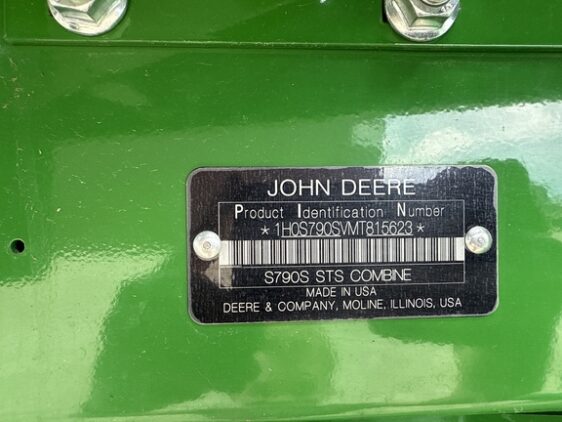 JOHN DEERE
Product Identification Number
* 1H0S790SVMT815623 *
S790S STS COMBINE
MADE IN USA
DEERE & COMPANY, MOLINE, ILLINOIS, USA